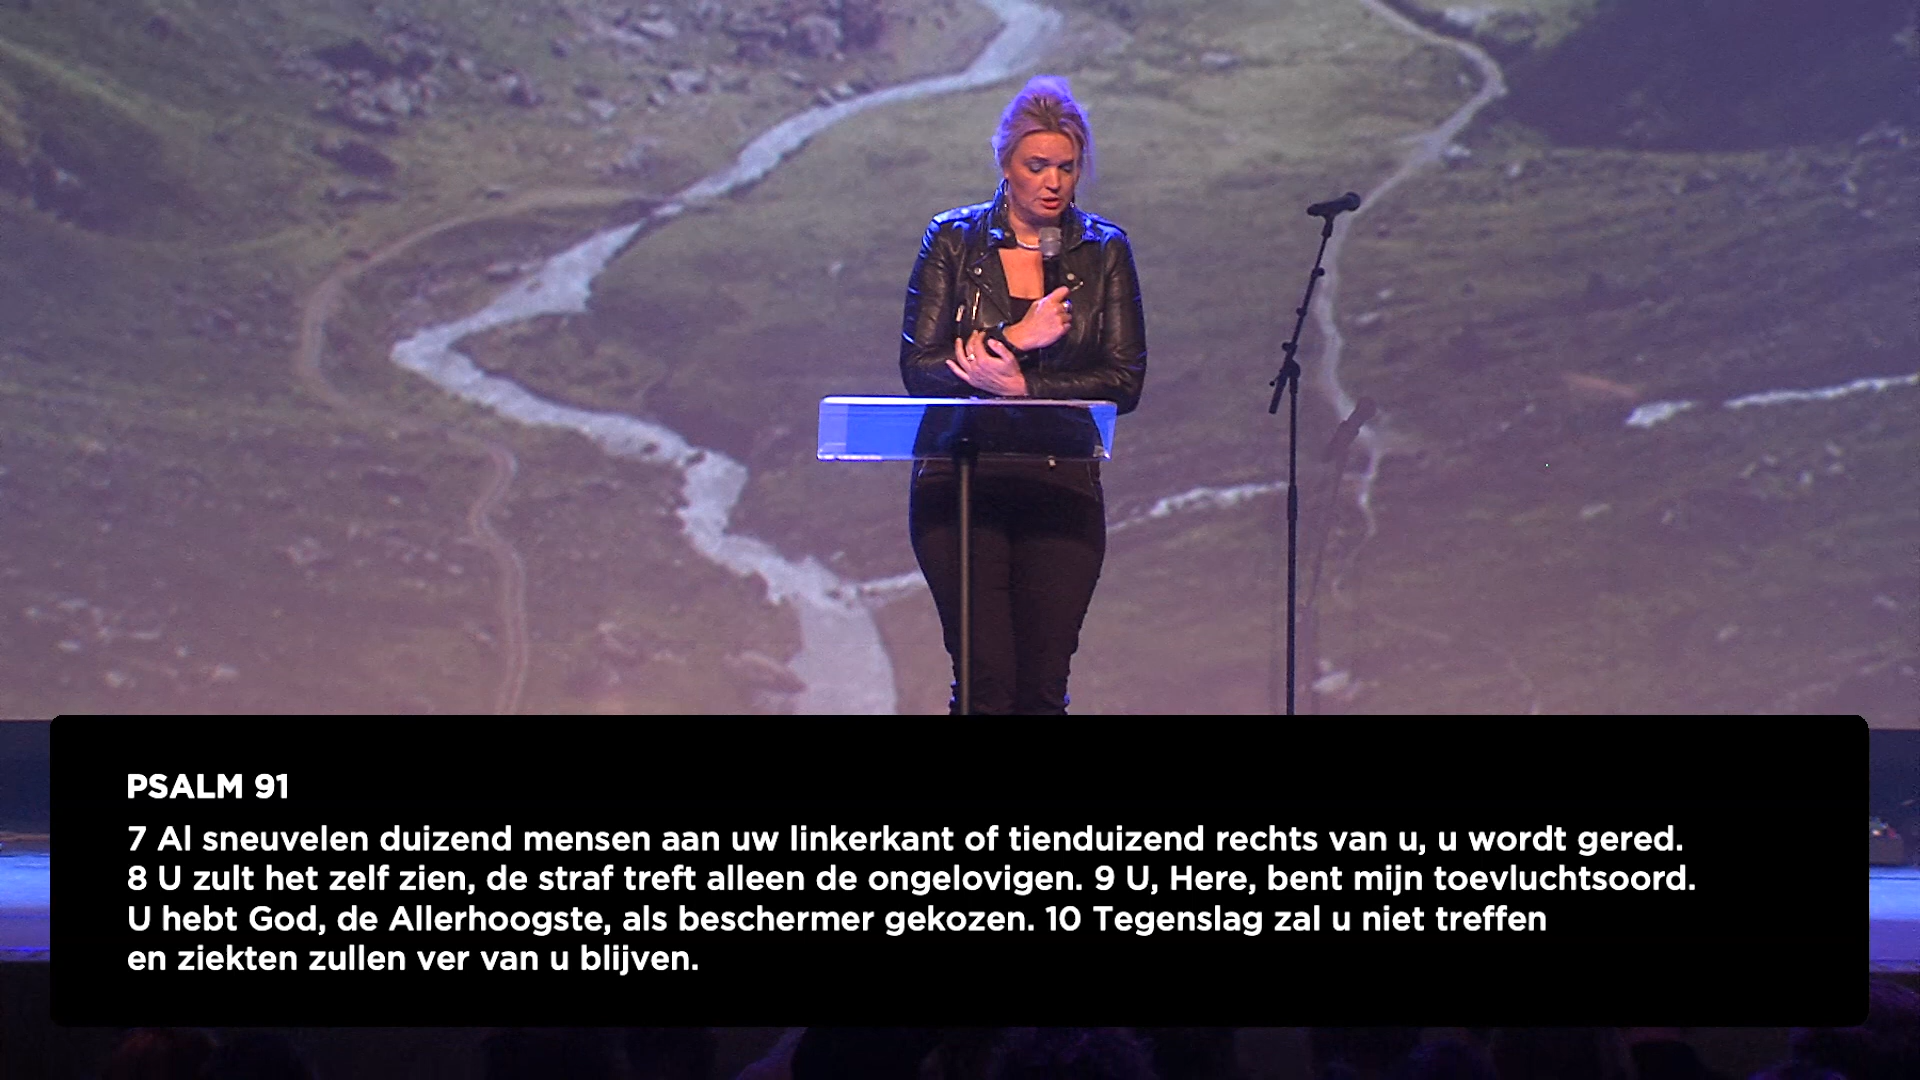 PSALM 91
7 Al sneuvelen duizend mensen aan uw linkerkant of tienduizend rechts van u, u wordt gered.
8 U zult het zelf zien, de straf treft alleen de ongelovigen. 9 U, Here, bent mijn toevluchtsoord.
U hebt God, de Allerhoogste, als beschermer gekozen. 10 Tegenslag zal u niet treffen
en ziekten zullen ver van u blijven.